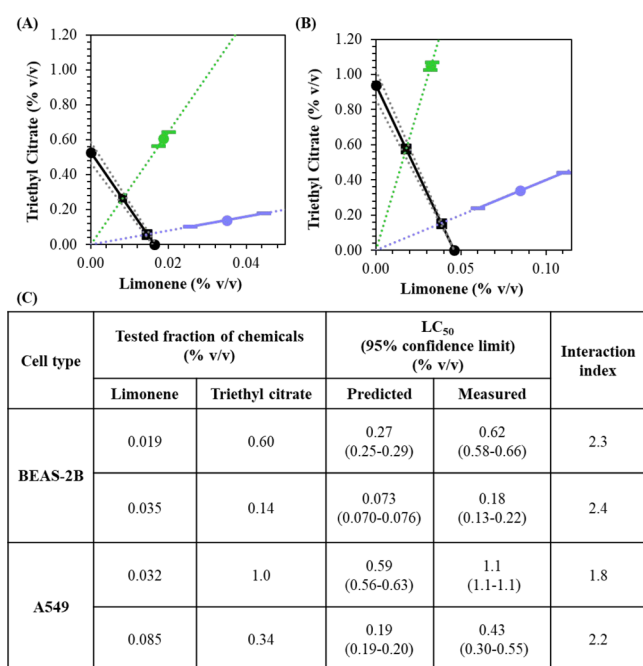 (A)
(B)
1.20
1.00
0.80
0.60
0.40
0.20
0.00
Triethyl Citrate (% v/v)
0.00
0.02
0.04
Limonene (% v/v)
1.20
1.00
0.80
0.60
0.40
0.20
0.00
Triethyl Citrate (% v/v)
0.00
0.05
0.10
Limonene (% v/v)
(C)
Cell type
Tested fraction of chemicals
(% v/v)
LC50
(95% confidence limit)
(% v/v)
Interaction
index
Limonene
Triethyl citrate
Predicted
Measured
BEAS-2B
0.019
0.60
0.27
(0.25-0.29)
0.62
(0.58-0.66)
2.3
0.035
0.14
0.073
(0.070-0.076)
0.18
(0.13-0.22)
2.4
A549
0.032
1.0
0.59
(0.56-0.63)
1.1
(1.1-1.1)
1.8
0.085
0.34
0.19
(0.19-0.20)
0.43
(0.30-0.55)
2.2